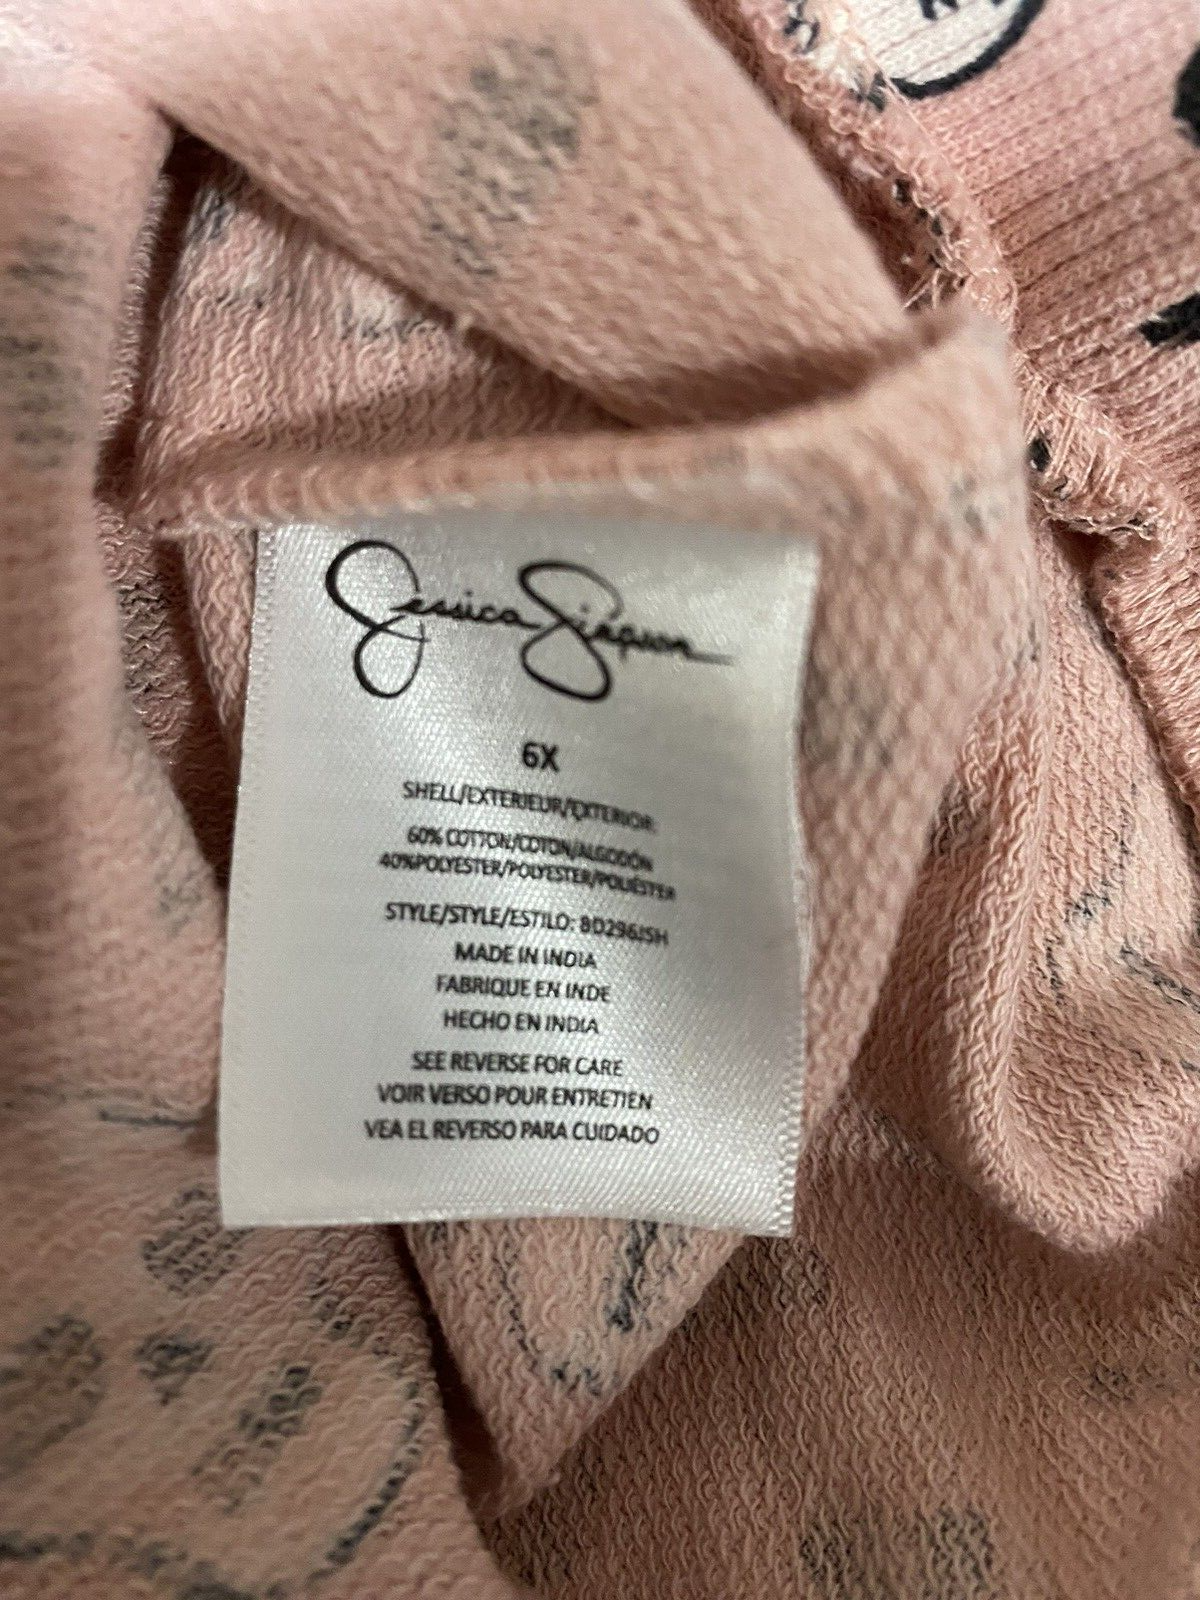 Jessica Simpson
6X
SHELL/EXTERIEUR/EXTERIOR:
60% COTTON/COTON/ALGODÓN
40%POLYESTER/POLYESTER/POLIÉSTER
STYLE/STYLE/ESTILO: BD296JSH
MADE IN INDIA
FABRIQUE EN INDE
HECHO EN INDIA
SEE REVERSE FOR CARE
VOIR VERSO POUR ENTRETIEN
VEA EL REVERSO PARA CUIDADO